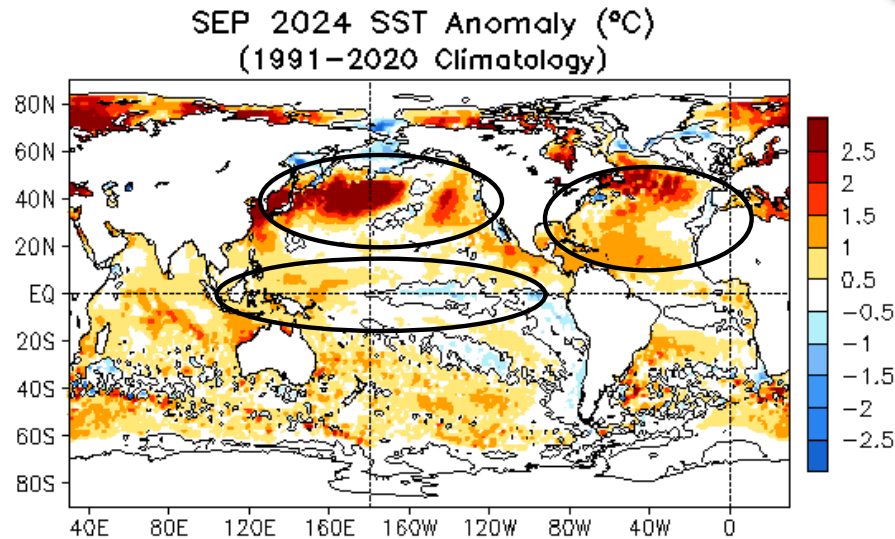 SEP 2024 SST Anomaly (°C)
(1991-2020 Climatology)
80N
60N
40N
20N
EQ
20S
40S
60S
80S
40E 80E 120E 160E 160W 120W 80W 40W 0
2.5
2
1.5
1
0.5
-0.5
-1
-1.5
-2
-2.5